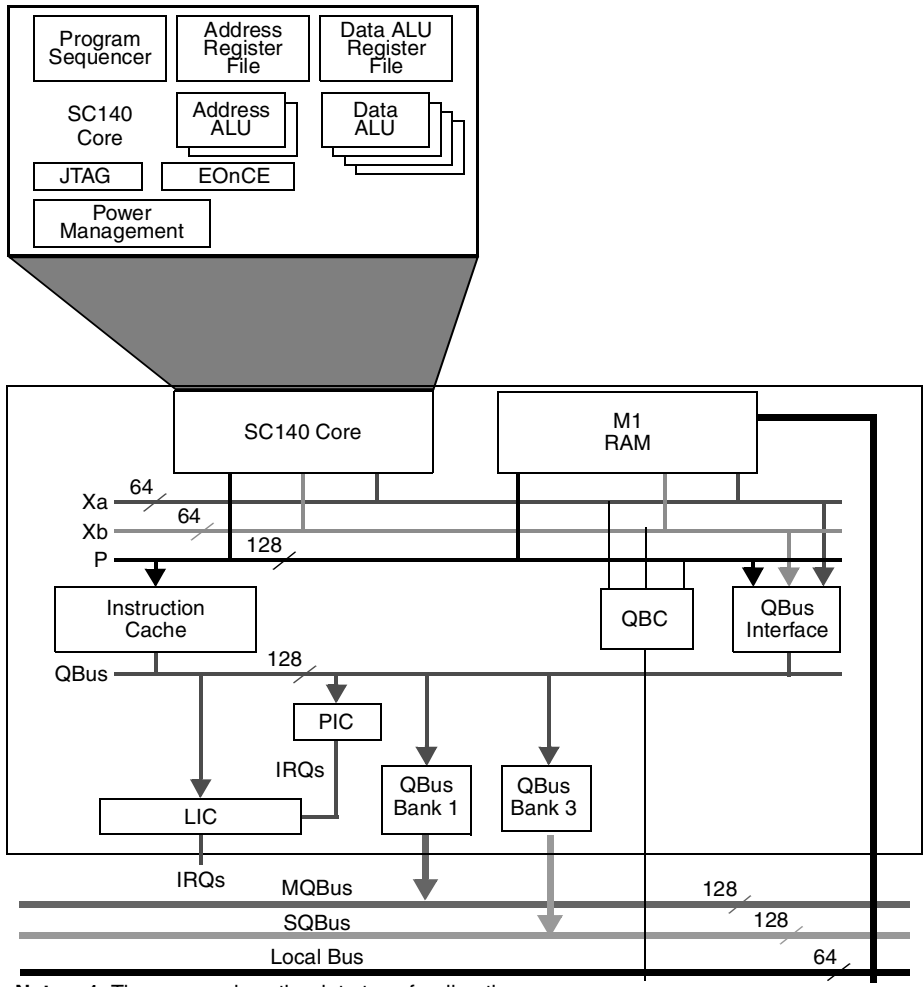 Program
Sequencer
Address
Register
File
Data ALU
Register
File
SC140
Core
Address
ALU
Data
ALU
JTAG
EOnCE
Power
Management
SC140 Core
M1
RAM
64
Xa
64
Xb
128
P
Instruction
Cache
QBC
QBus
Interface
128
QBus
PIC
IRQs
QBus
Bank 1
QBus
Bank 3
LIC
IRQs
MQBus
128
SQBus
128
Local Bus
64